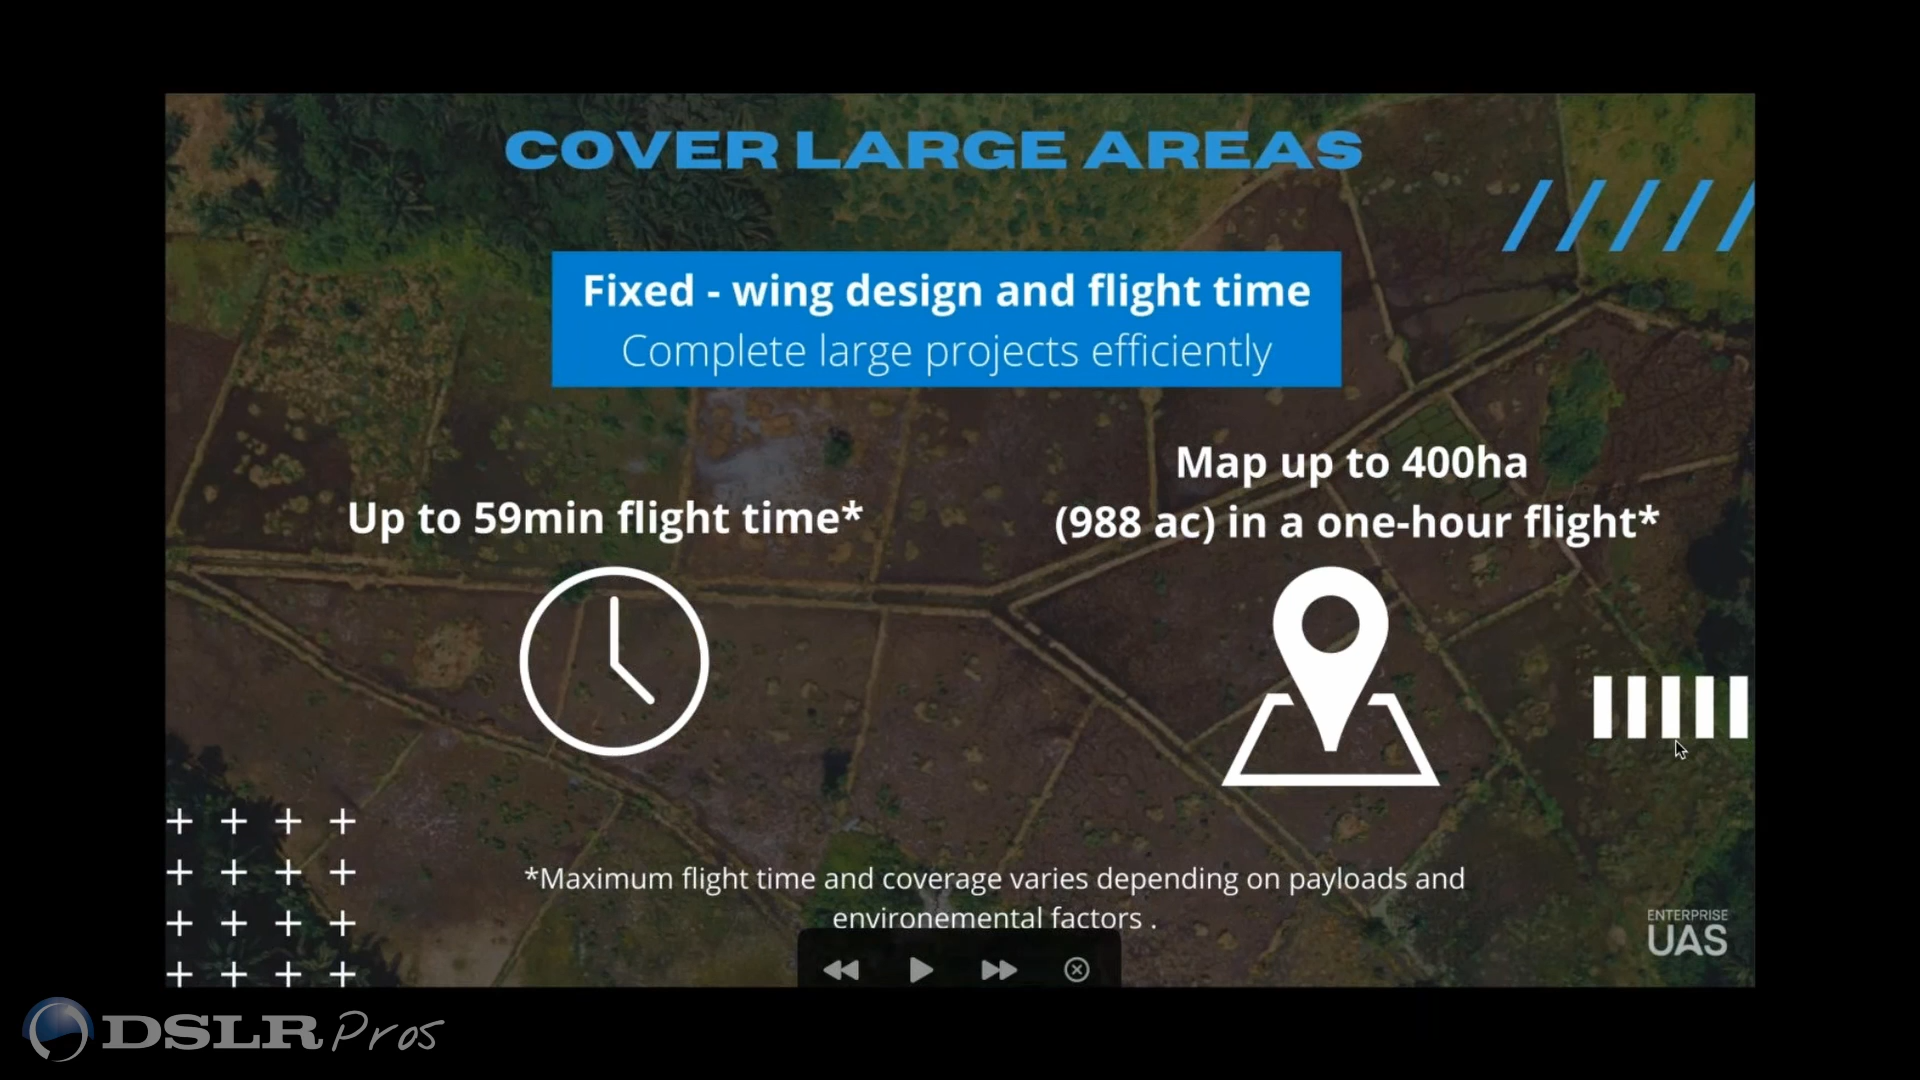 COVER LARGE AREAS
Fixed - wing design and flight time
Complete large projects efficiently
Up to 59min flight time*
Map up to 400ha
(988 ac) in a one-hour flight*
*Maximum flight time and coverage varies depending on payloads and
environemental factors .
ENTERPRISE
UAS
DSLR Pros